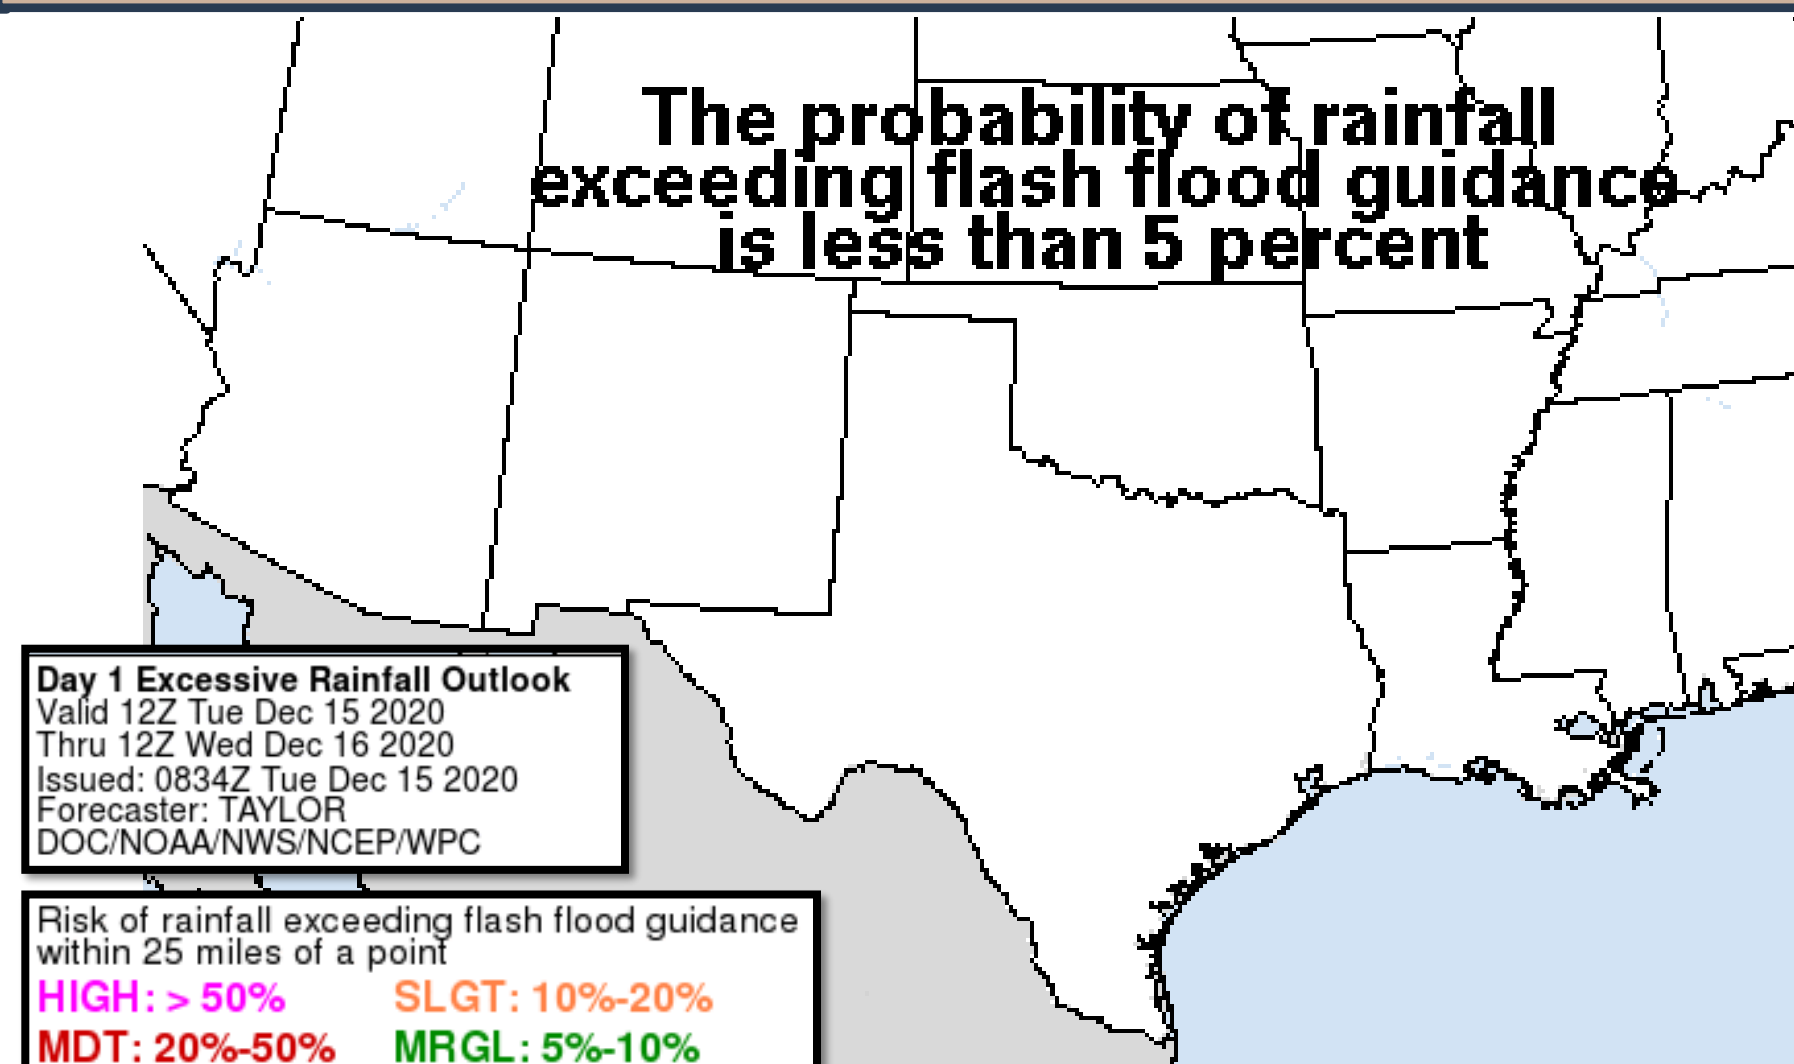 The probability of rainfall
exceeding flash flood guidance
is less than 5 percent
Day 1 Excessive Rainfall Outlook
Valid 12Z Tue Dec 15 2020
Thru 12Z Wed Dec 16 2020
Issued: 0834Z Tue Dec 15 2020
Forecaster: TAYLOR
DOC/NOAA/NWS/NCEP/WPC
Risk of rainfall exceeding flash flood guidance
within 25 miles of a point
HIGH: > 50% SLGT: 10%-20%
MDT: 20%-50% MRGL: 5%-10%